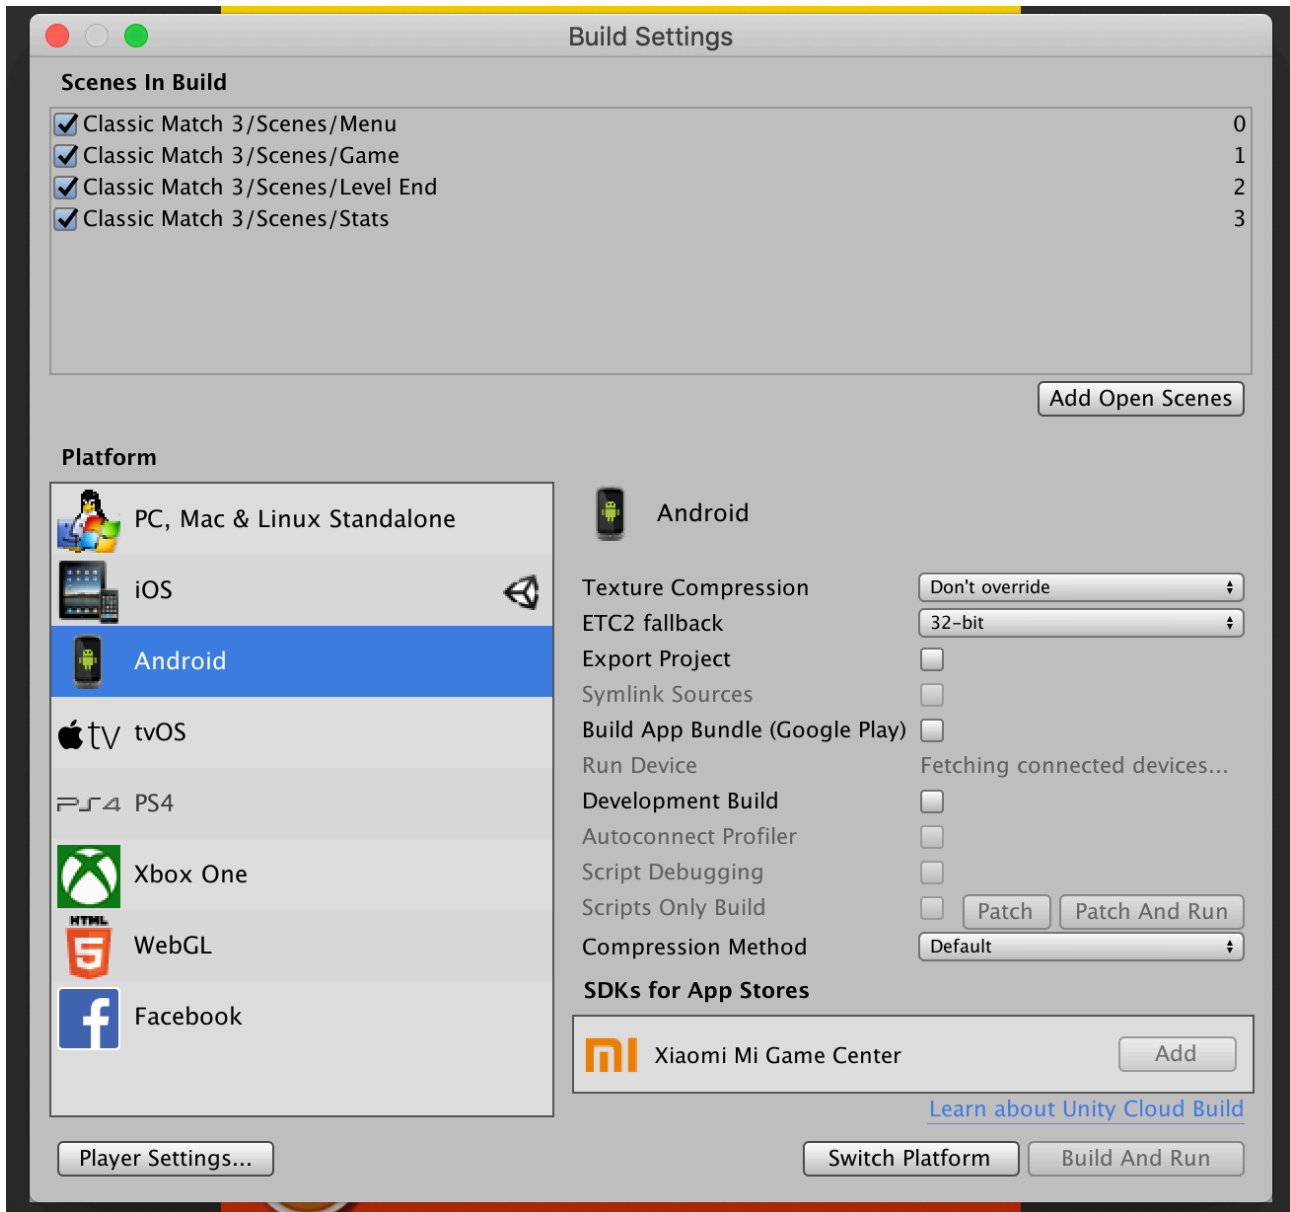 Build Settings
Scenes In Build
Classic Match 3/Scenes/Menu 0
Classic Match 3/Scenes/Game 1
Classic Match 3/Scenes/Level End 2
Classic Match 3/Scenes/Stats 3
Add Open Scenes
Platform
PC, Mac & Linux Standalone
iOS
Android
tv tvOS
PS4 PS4
Xbox One
HTML
5
WebGL
f Facebook
Android
Texture Compression Don't override
ETC2 fallback 32-bit
Export Project
Symlink Sources
Build App Bundle (Google Play)
Run Device Fetching connected devices...
Development Build
Autoconnect Profiler
Script Debugging
Scripts Only Build Patch Patch And Run
Compression Method Default
SDKs for App Stores
mi Xiaomi Mi Game Center Add
Learn about Unity Cloud Build
Player Settings... Switch Platform Build And Run